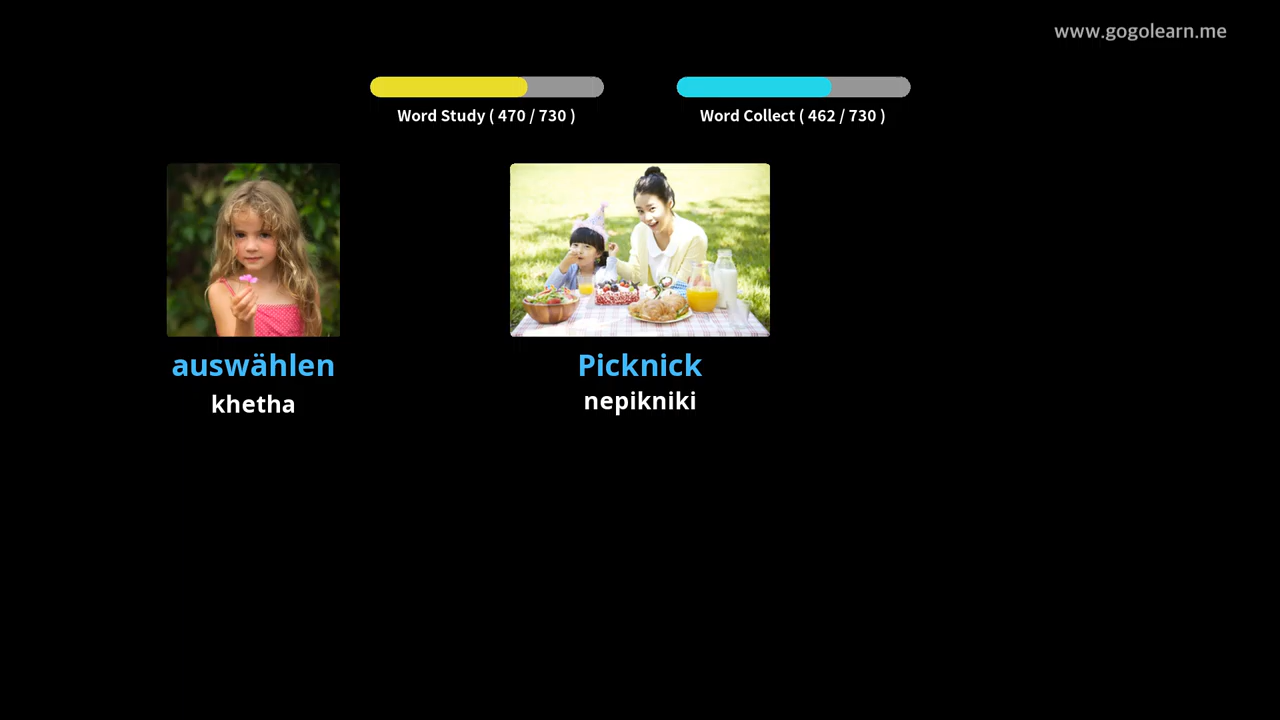 www.gogolearn.me
Word Study ( 470 / 730 )
Word Collect ( 462 / 730 )
auswählen
khetha
Picknick
nepikniki